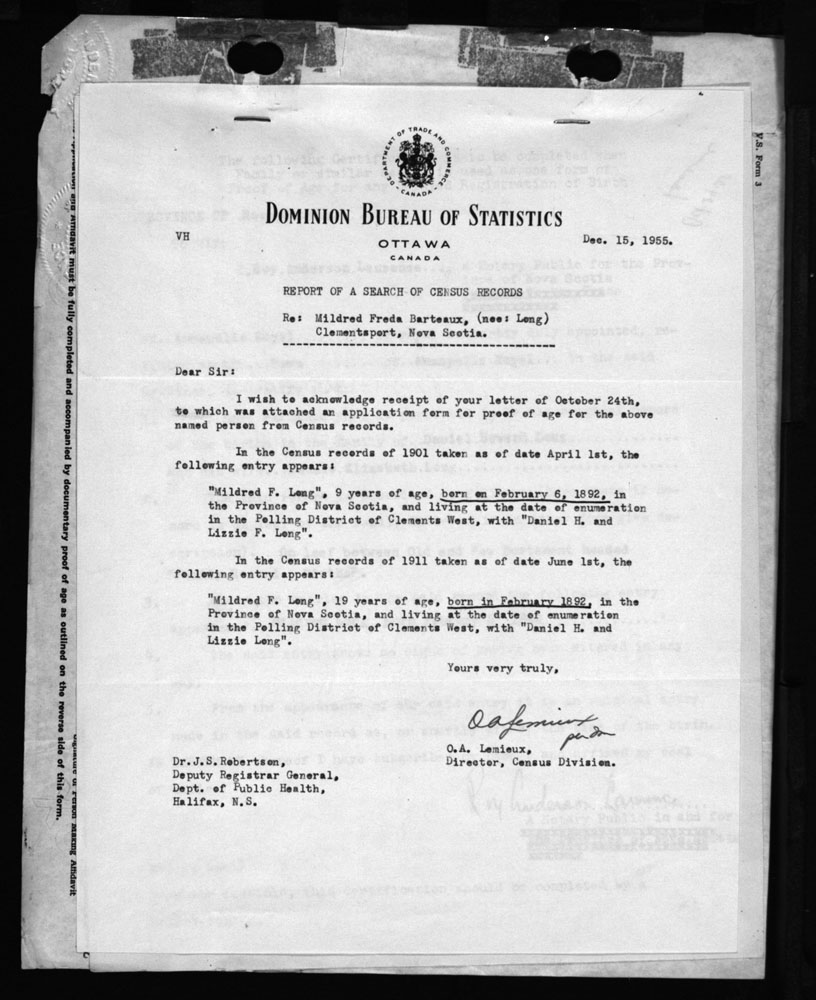 DEPARTMENT OF TRADE AND COMMERCE
CANADA
DOMINION BUREAU OF STATISTICS
VH
OTTAWA
CANADA
Dec. 15, 1955.
REPORT OF A SEARCH OF CENSUS RECORDS
Re: Mildred Freda Barteaux, (nee: Long)
Clementsport, Nova Scotia.
Dear Sir:
I wish to acknowledge receipt of your letter of October 24th,
to which was attached an application form for proof of age for the above
named person from Census records.
In the Census records of 1901 taken as of date April 1st, the
following entry appears:
"Mildred F. Long", 9 years of age, born on February 6, 1892, in
the Province of Nova Scotia, and living at the date of enumeration
in the Polling District of Clements West, with "Daniel H. and
Lizzie F. Long".
In the Census records of 1911 taken as of date June 1st, the
following entry appears:
"Mildred F. Long", 19 years of age, born in February 1892, in the
Province of Nova Scotia, and living at the date of enumeration
in the Polling District of Clements West, with "Daniel H. and
Lizzie Long".
Yours very truly,
OALemieux
O.A. Lemieux,
Director, Census Division.
Dr.J.S.Robertson,
Deputy Registrar General,
Dept. of Public Health,
Halifax, N.S.
V.S. Form 3
and Affidavit must be fully completed and accompanied by documentary proof of age as outlined on the reverse side of this form.
of Person Making Affidavit